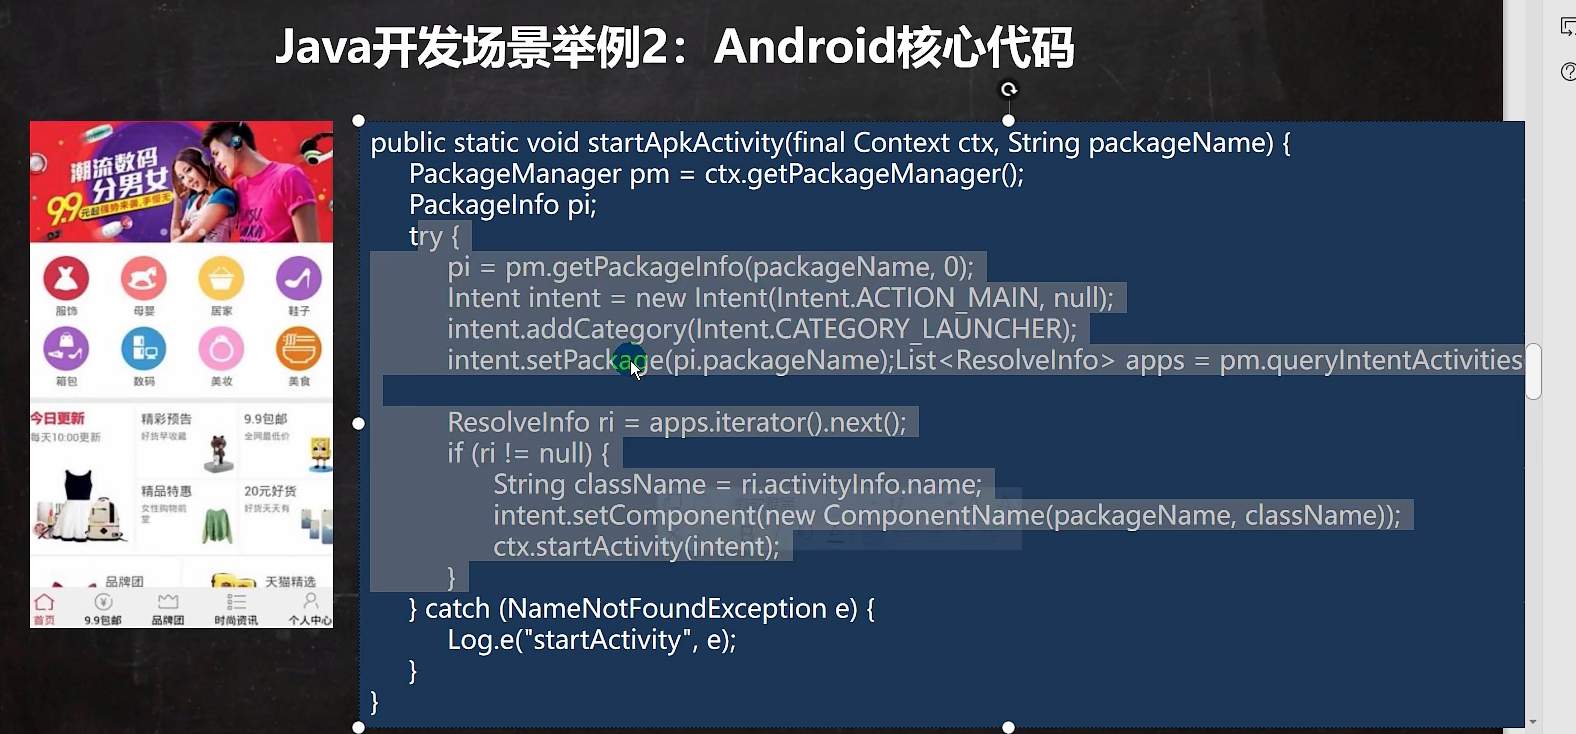 Java开发场景举例2：Android核心代码
潮流数码
分男女
9.9元起强势来袭,手慢无
服饰
母婴
居家
鞋子
箱包
数码
美妆
美食
今日更新
每天10:00更新
精彩预告
好货早收藏
9.9包邮
全网最低价
精品特惠
女性购物前
堂
20元好货
好货天天有
品牌团
天猫精选
首页
9.9包邮
品牌团
时尚资讯
个人中心
public static void startApkActivity(final Context ctx, String packageName) {
PackageManager pm = ctx.getPackageManager();
PackageInfo pi;
try {
pi = pm.getPackageInfo(packageName, 0);
Intent intent = new Intent(Intent.ACTION_MAIN, null);
intent.addCategory(Intent.CATEGORY_LAUNCHER);
intent.setPackage(pi.packageName);List<ResolveInfo> apps = pm.queryIntentActivities
ResolveInfo ri = apps.iterator().next();
if (ri != null) {
String className = ri.activityInfo.name;
intent.setComponent(new ComponentName(packageName, className));
ctx.startActivity(intent);
}
} catch (NameNotFoundException e) {
Log.e("startActivity", e);
}
}